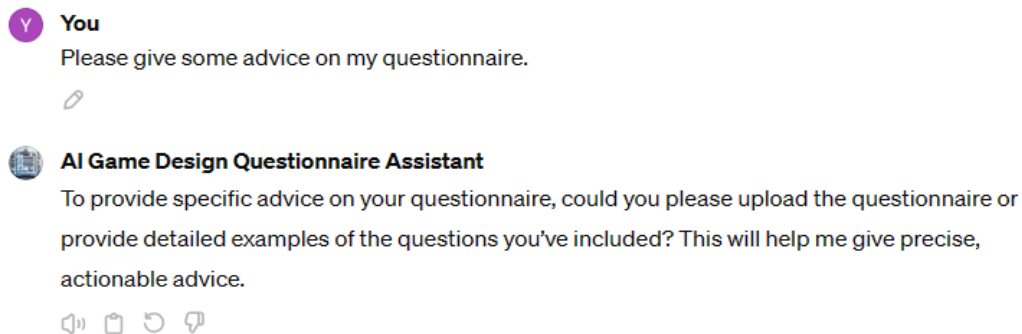 Y
You
Please give some advice on my questionnaire.
AI Game Design Questionnaire Assistant
To provide specific advice on your questionnaire, could you please upload the questionnaire or
provide detailed examples of the questions you've included? This will help me give precise,
actionable advice.